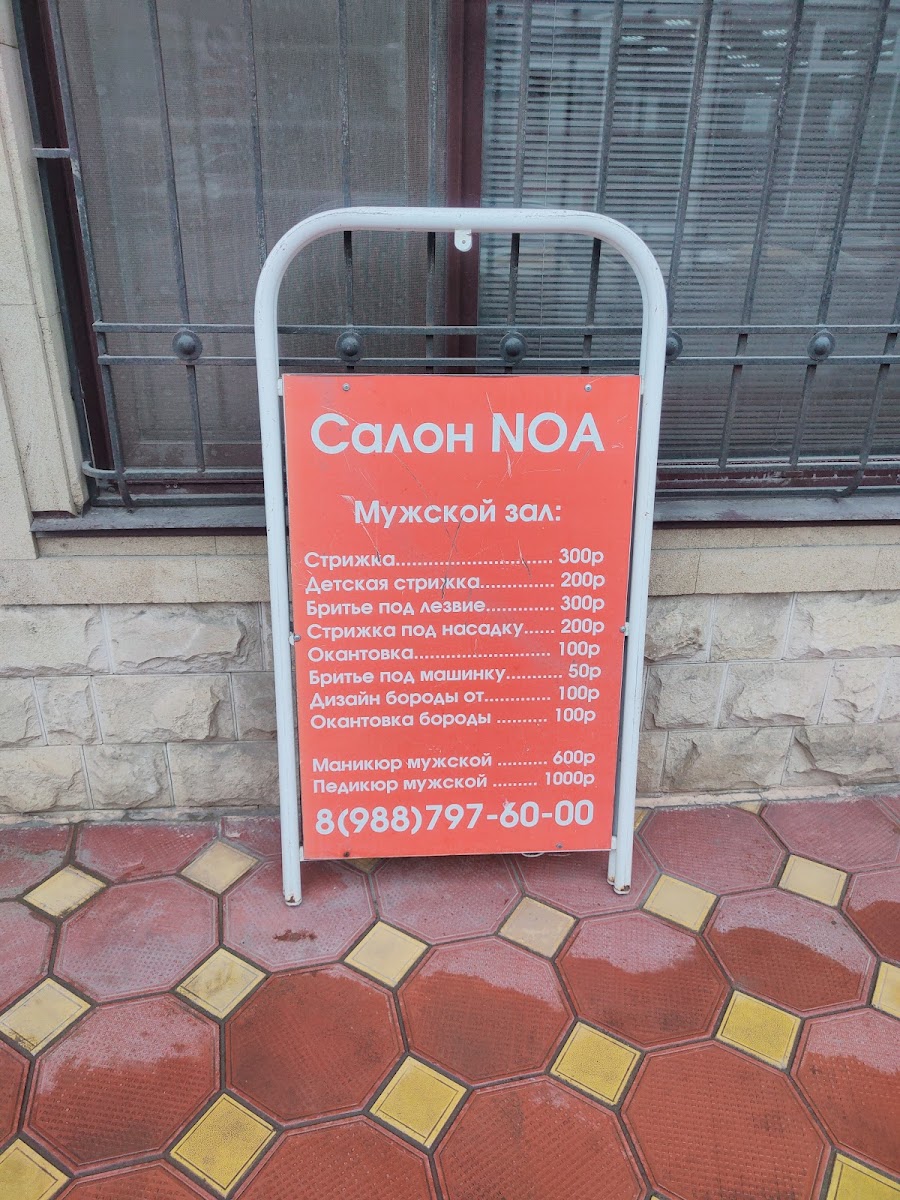 Салон NOA
Мужской зал:
Стрижка............................ 300р
Детская стрижка............. 200р
Бритье под лезвие............ 300р
Стрижка под насадку...... 200р
Окантовка........................ 100р
Бритье под машинку.......... 50р
Дизайн бороды от............ 100р
Окантовка бороды .......... 100р
Маникюр мужской .......... 600р
Педикюр мужской ......... 1000р
8(988)797-60-00